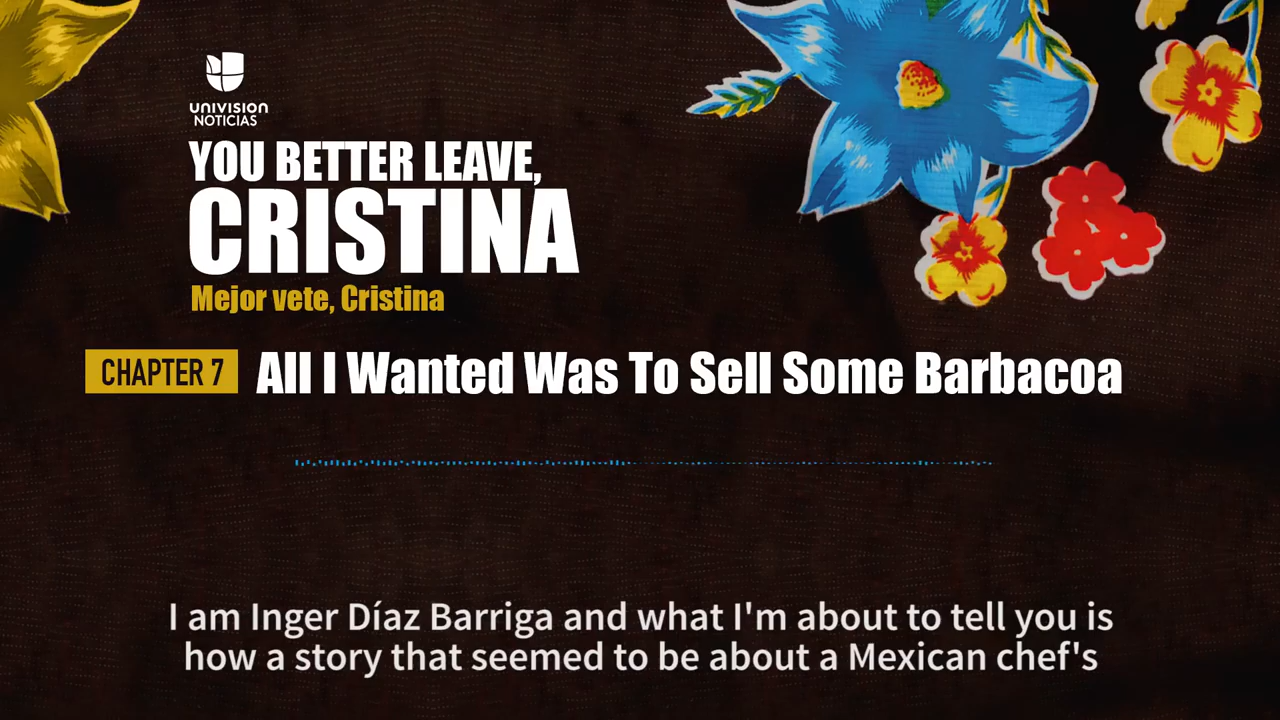 UNIVISION
NOTICIAS
YOU BETTER LEAVE,
CRISTINA
Mejor vete, Cristina
CHAPTER 7 All I Wanted Was To Sell Some Barbacoa
I am Inger Díaz Barriga and what I'm about to tell you is
how a story that seemed to be about a Mexican chef's